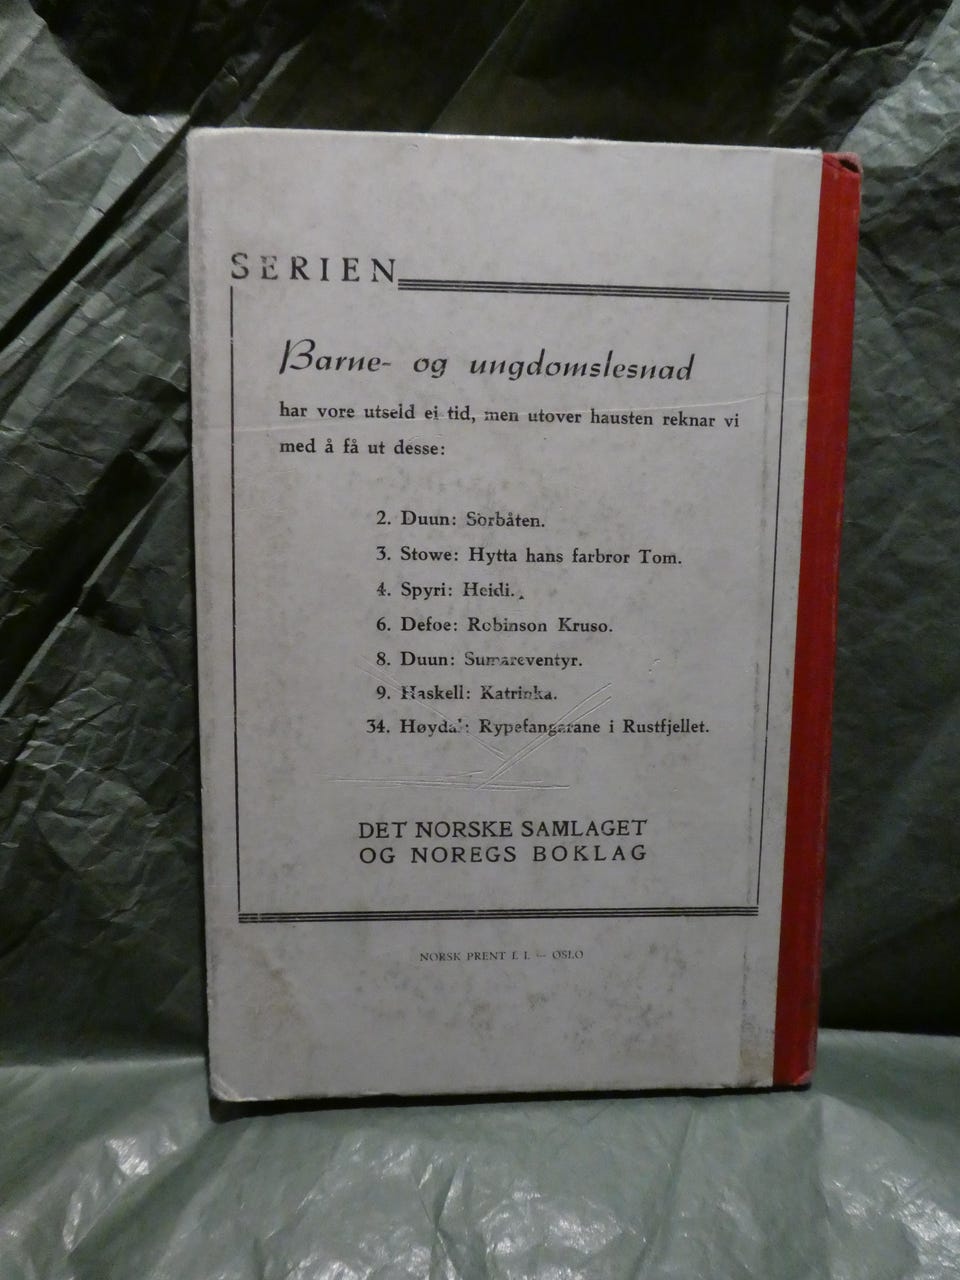 SERIEN
Barne- og ungdomslesnad
har vore utseld ei tid, men utover hausten reknar vi
med å få ut desse:
2. Duun: Sorbåten.
3. Stowe: Hytta hans farbror Tom.
4. Spyri: Heidi.
6. Defoe: Robinson Kruso.
8. Duun: Sumareventyr.
9. Haskell: Katrinka.
34. Høydal: Rypefangarane i Rustfjellet.
DET NORSKE SAMLAGET
OG NOREGS BOKLAG
NORSK PRENT L. L. — OSLO